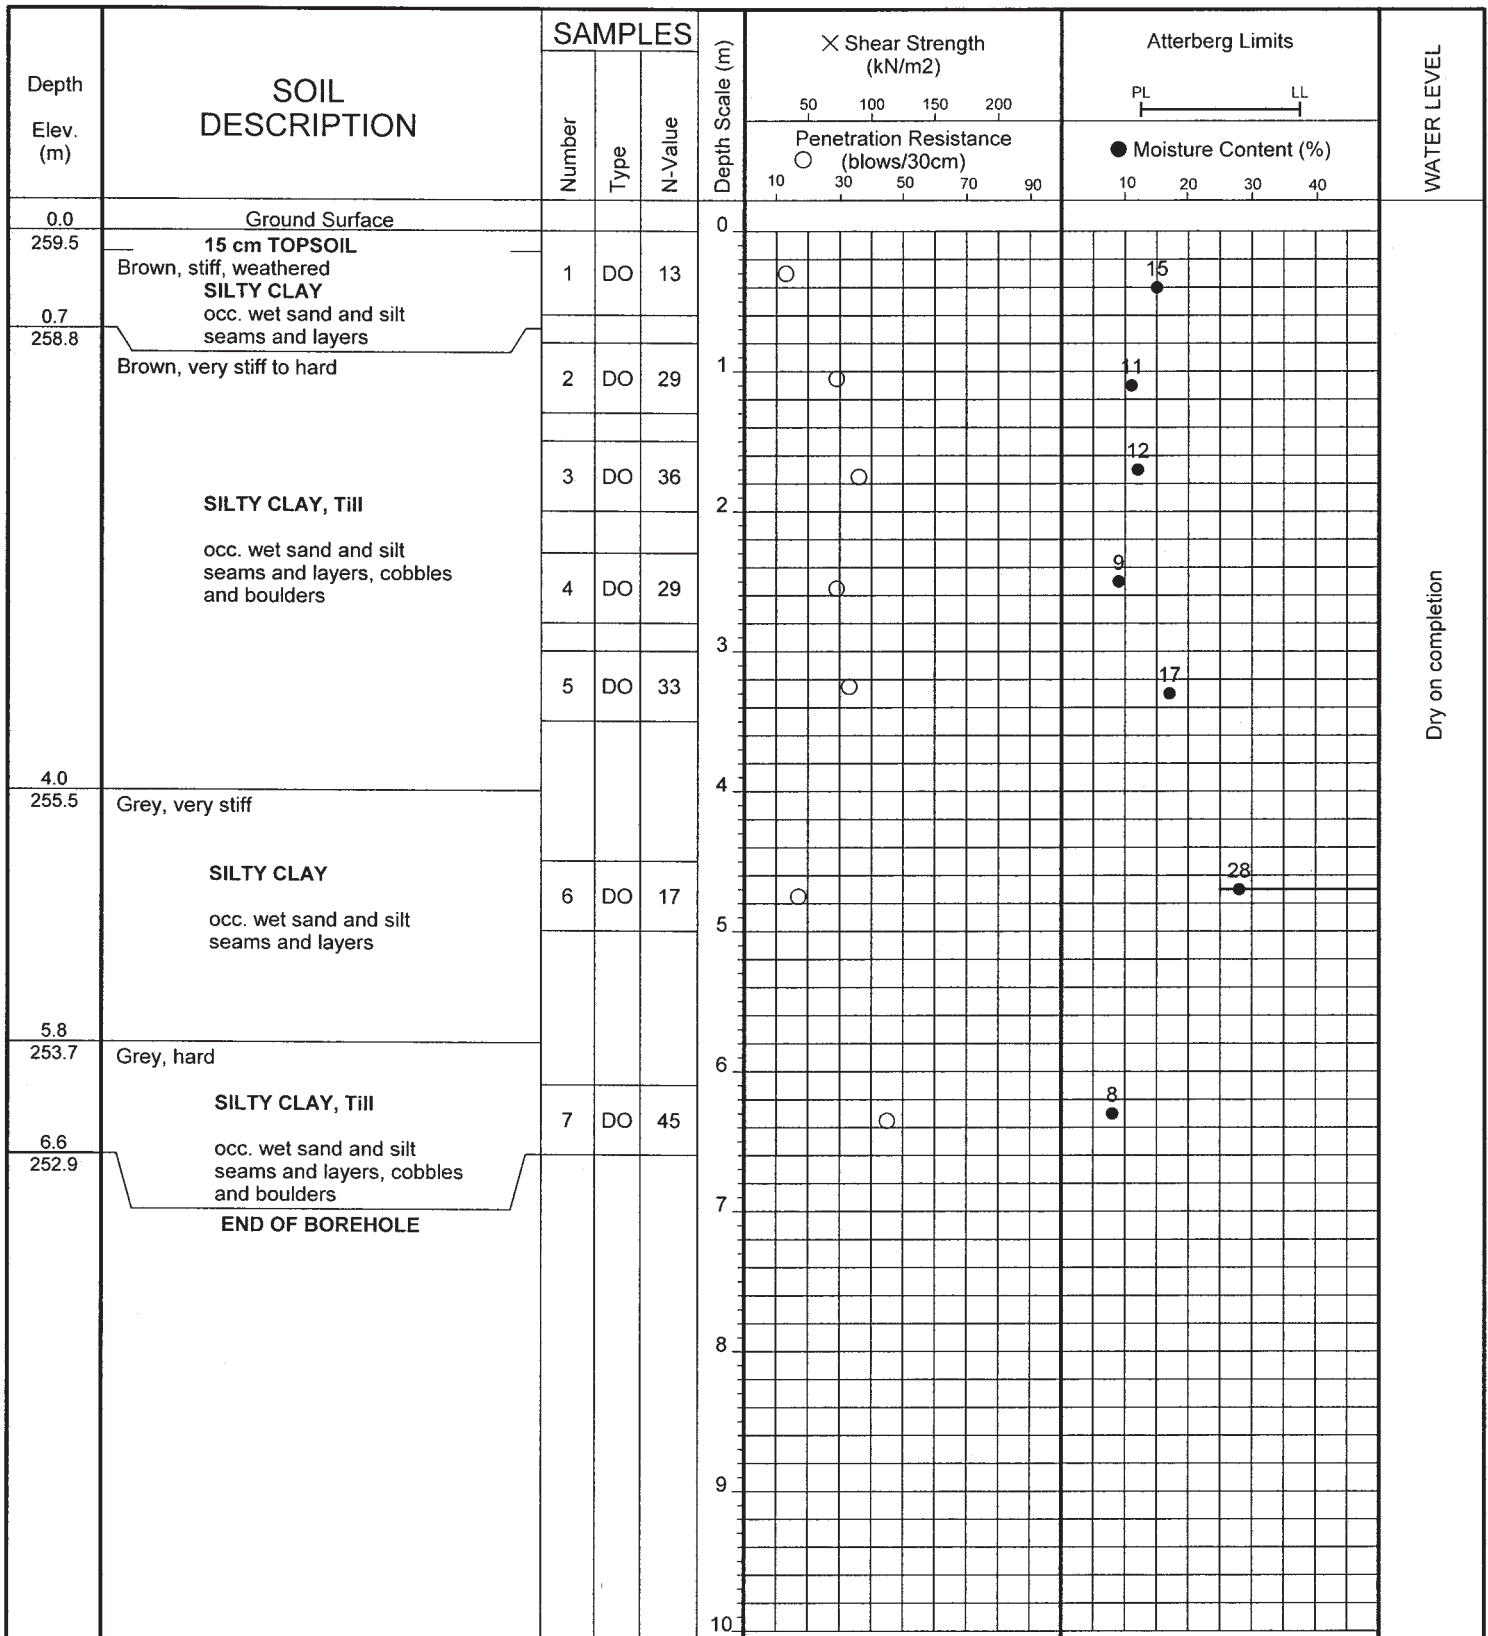 Depth
Elev.
(m)
SOIL
DESCRIPTION
SAMPLES
Number
Type
N-Value
Depth Scale (m)
× Shear Strength
(kN/m2)
50 100 150 200
Penetration Resistance
(blows/30cm)
10 30 50 70 90
Atterberg Limits
PL LL
Moisture Content (%)
10 20 30 40
WATER LEVEL
0.0 Ground Surface
0
259.5 15 cm TOPSOIL
Brown, stiff, weathered
SILTY CLAY
occ. wet sand and silt
seams and layers
1 DO 13
15
0.7
258.8
Brown, very stiff to hard
1
2 DO 29
11
3 DO 36
12
2
SILTY CLAY, Till
occ. wet sand and silt
seams and layers, cobbles
and boulders
4 DO 29
9
3
5 DO 33
17
Dry on completion
4.0
255.5
4
Grey, very stiff
SILTY CLAY
occ. wet sand and silt
seams and layers
6 DO 17
28
5
5.8
253.7
Grey, hard
6
SILTY CLAY, Till
occ. wet sand and silt
seams and layers, cobbles
and boulders
7 DO 45
8
6.6
252.9
7
END OF BOREHOLE
8
9
10